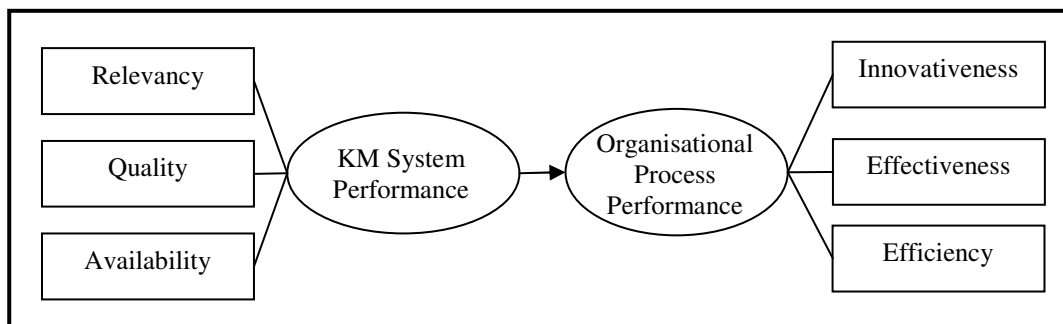 Relevancy
Quality
Availability
KM System
Performance
Organisational
Process
Performance
Innovativeness
Effectiveness
Efficiency